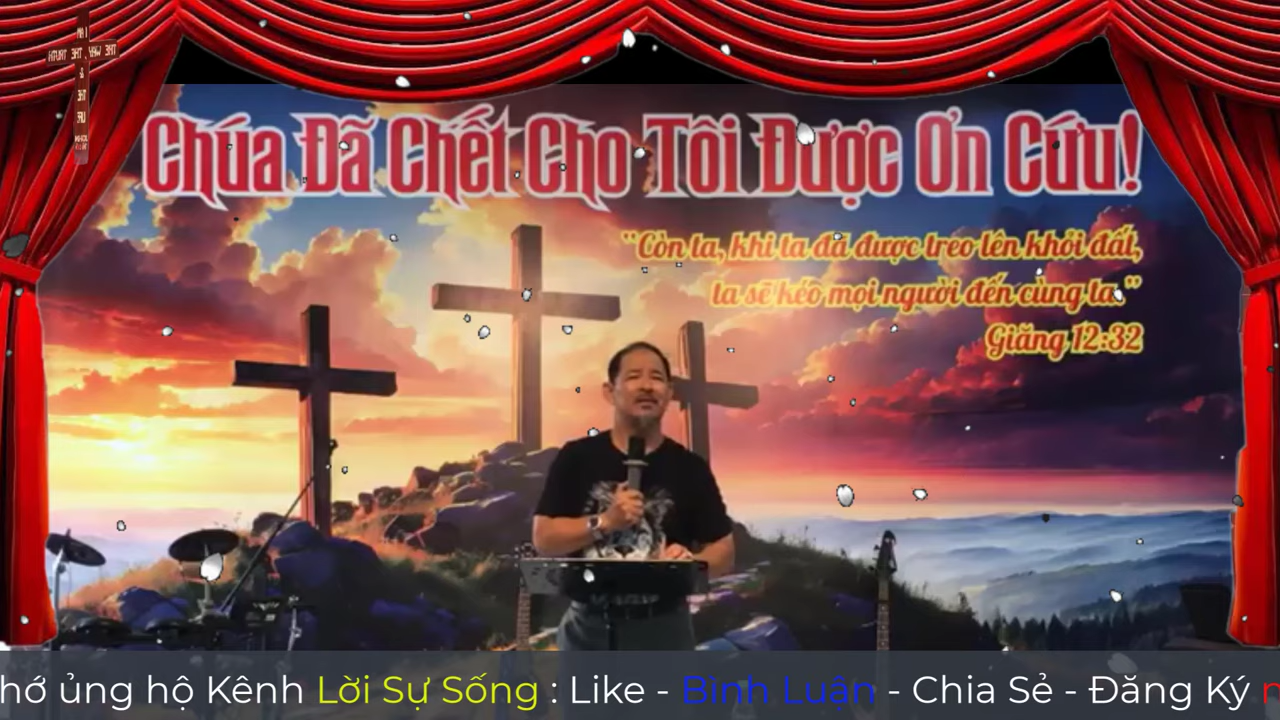 Chúa Đã Chết Cho Tôi Được Ơn Cứu!
"Còn ta, khi ta đã được treo lên khỏi đất,
ta sẽ kéo mọi người đến cùng ta."
Giăng 12:32
hớ ủng hộ Kênh Lời Sự Sống : Like - Bình Luận - Chia Sẻ - Đăng Ký